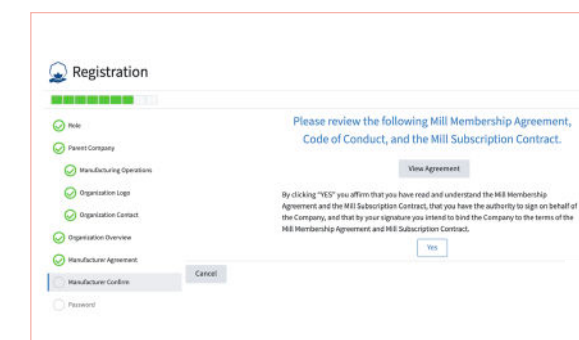 Registration
Role
Parent Company
Manufacturing Operations
Organization Logo
Organization Contact
Organization Overview
Manufacturer Agreement
Manufacturer Confirm
Password
Cancel
Please review the following Mill Membership Agreement,
Code of Conduct, and the Mill Subscription Contract.
View Agreement
By clicking "YES" you affirm that you have read and understand the Mill Membership
Agreement and the Mill Subscription Contract, that you have the authority to sign on behalf of
the Company, and that by your signature you intend to bind the Company to the terms of the
Mill Membership Agreement and Mill Subscription Contract.
Yes